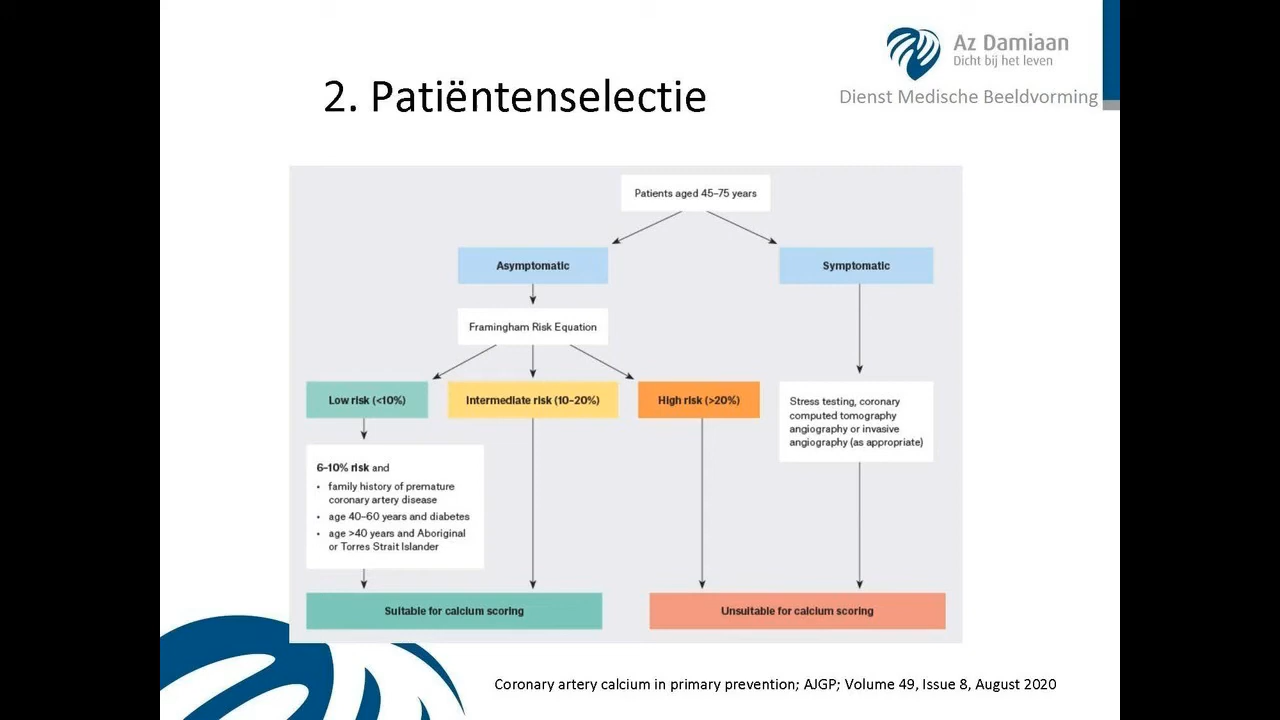 Az Damiaan
Dicht bij het leven
Dienst Medische Beeldvorming
2. Patiëntenselectie
Patients aged 45–75 years
Asymptomatic
Symptomatic
Framingham Risk Equation
Low risk (<10%)
Intermediate risk (10–20%)
High risk (>20%)
Stress testing, coronary
computed tomography
angiography or invasive
angiography (as appropriate)
6–10% risk and
• family history of premature
coronary artery disease
• age 40–60 years and diabetes
• age >40 years and Aboriginal
or Torres Strait Islander
Suitable for calcium scoring
Unsuitable for calcium scoring
Coronary artery calcium in primary prevention; AJGP; Volume 49, Issue 8, August 2020